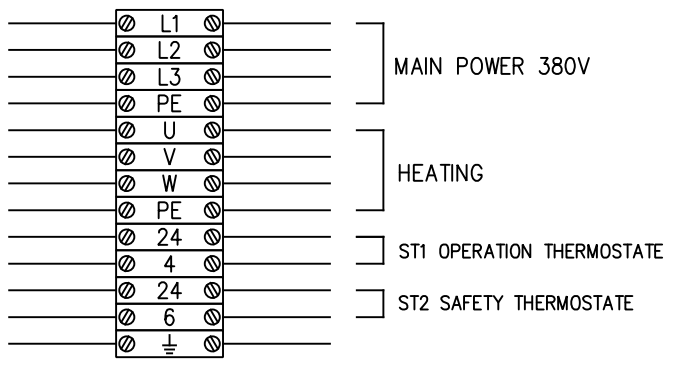 L1
L2
L3
PE
MAIN POWER 380V
U
V
W
PE
HEATING
24
4
ST1 OPERATION THERMOSTATE
24
6
ST2 SAFETY THERMOSTATE